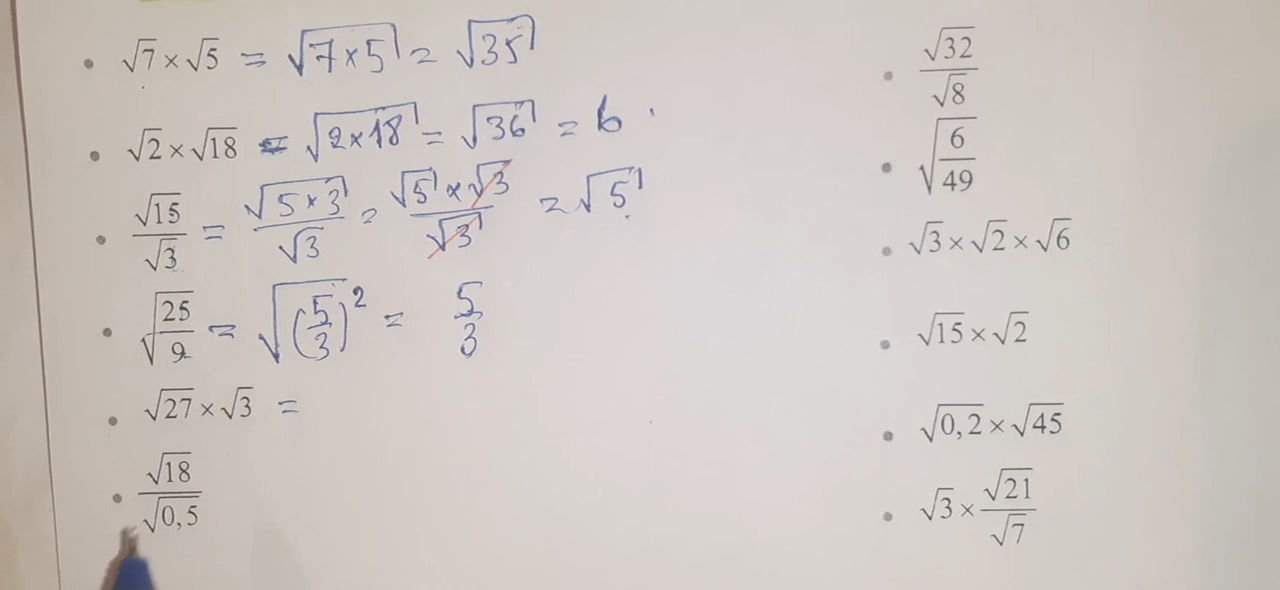 • √7 × √5 = √(7×5) = √35
• √2 × √18 = √(2×18) = √36 = 6 .
• √15/√3 = √(5×3)/√3 = (√5 × √3)/√3 = √5
• √(25/9) = √((5/3)²) = 5/3
• √27 × √3 =
• √18/√0,5
• √32/√8
• √(6/49)
• √3 × √2 × √6
• √15 × √2
• √0,2 × √45
• √3 × √21/√7